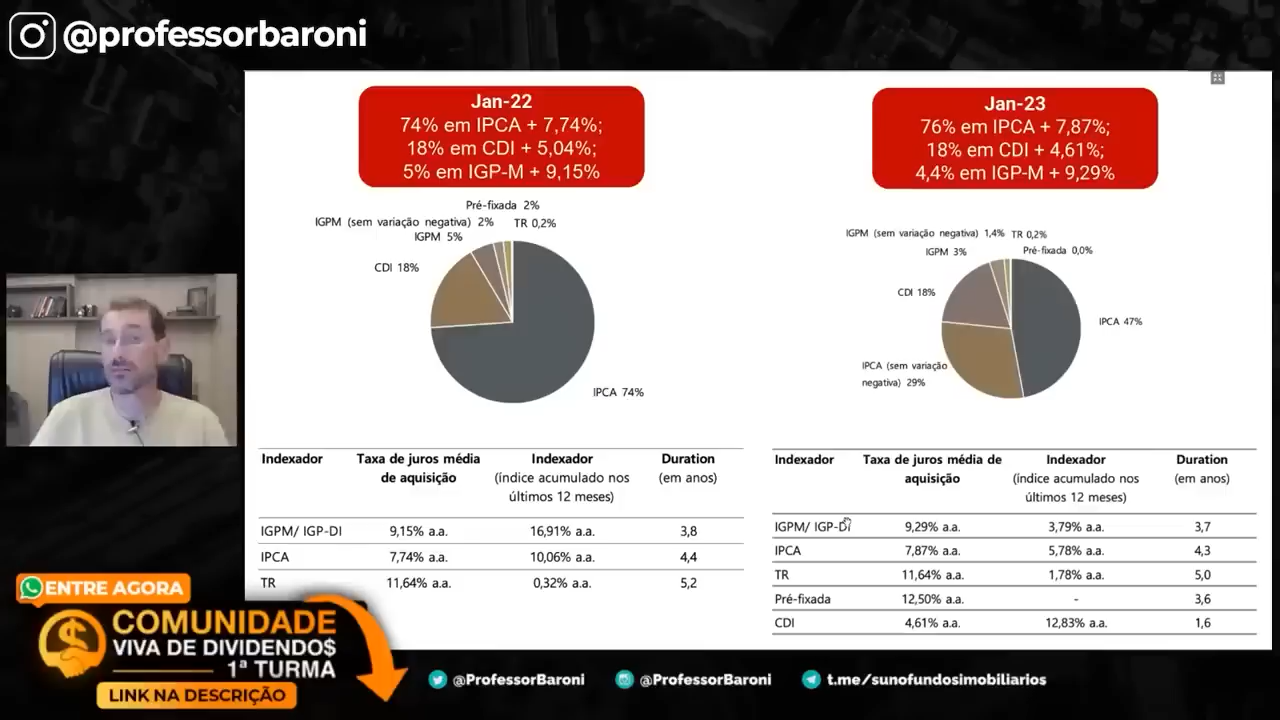 @professorbaroni
Jan-22
74% em IPCA + 7,74%;
18% em CDI + 5,04%;
5% em IGP-M + 9,15%
Jan-23
76% em IPCA + 7,87%;
18% em CDI + 4,61%;
4,4% em IGP-M + 9,29%
Pré-fixada 2%
IGPM (sem variação negativa) 2%
TR 0,2%
IGPM 5%
CDI 18%
IPCA 74%
IGPM (sem variação negativa) 1,4%
TR 0,2%
IGPM 3%
Pré-fixada 0,0%
CDI 18%
IPCA 47%
IPCA (sem variação
negativa) 29%
Indexador Taxa de juros média Indexador Duration
de aquisição (índice acumulado nos (em anos)
últimos 12 meses)
IGPM/ IGP-DI 9,15% a.a. 16,91% a.a. 3,8
IPCA 7,74% a.a. 10,06% a.a. 4,4
TR 11,64% a.a. 0,32% a.a. 5,2
Indexador Taxa de juros média de Indexador Duration
aquisição (índice acumulado nos (em anos)
últimos 12 meses)
IGPM/ IGP-DI 9,29% a.a. 3,79% a.a. 3,7
IPCA 7,87% a.a. 5,78% a.a. 4,3
TR 11,64% a.a. 1,78% a.a. 5,0
Pré-fixada 12,50% a.a. - 3,6
CDI 4,61% a.a. 12,83% a.a. 1,6
ENTRE AGORA
COMUNIDADE
VIVA DE DIVIDENDO$
1ª TURMA
LINK NA DESCRIÇÃO
@ProfessorBaroni @ProfessorBaroni t.me/sunofundosimobiliarios